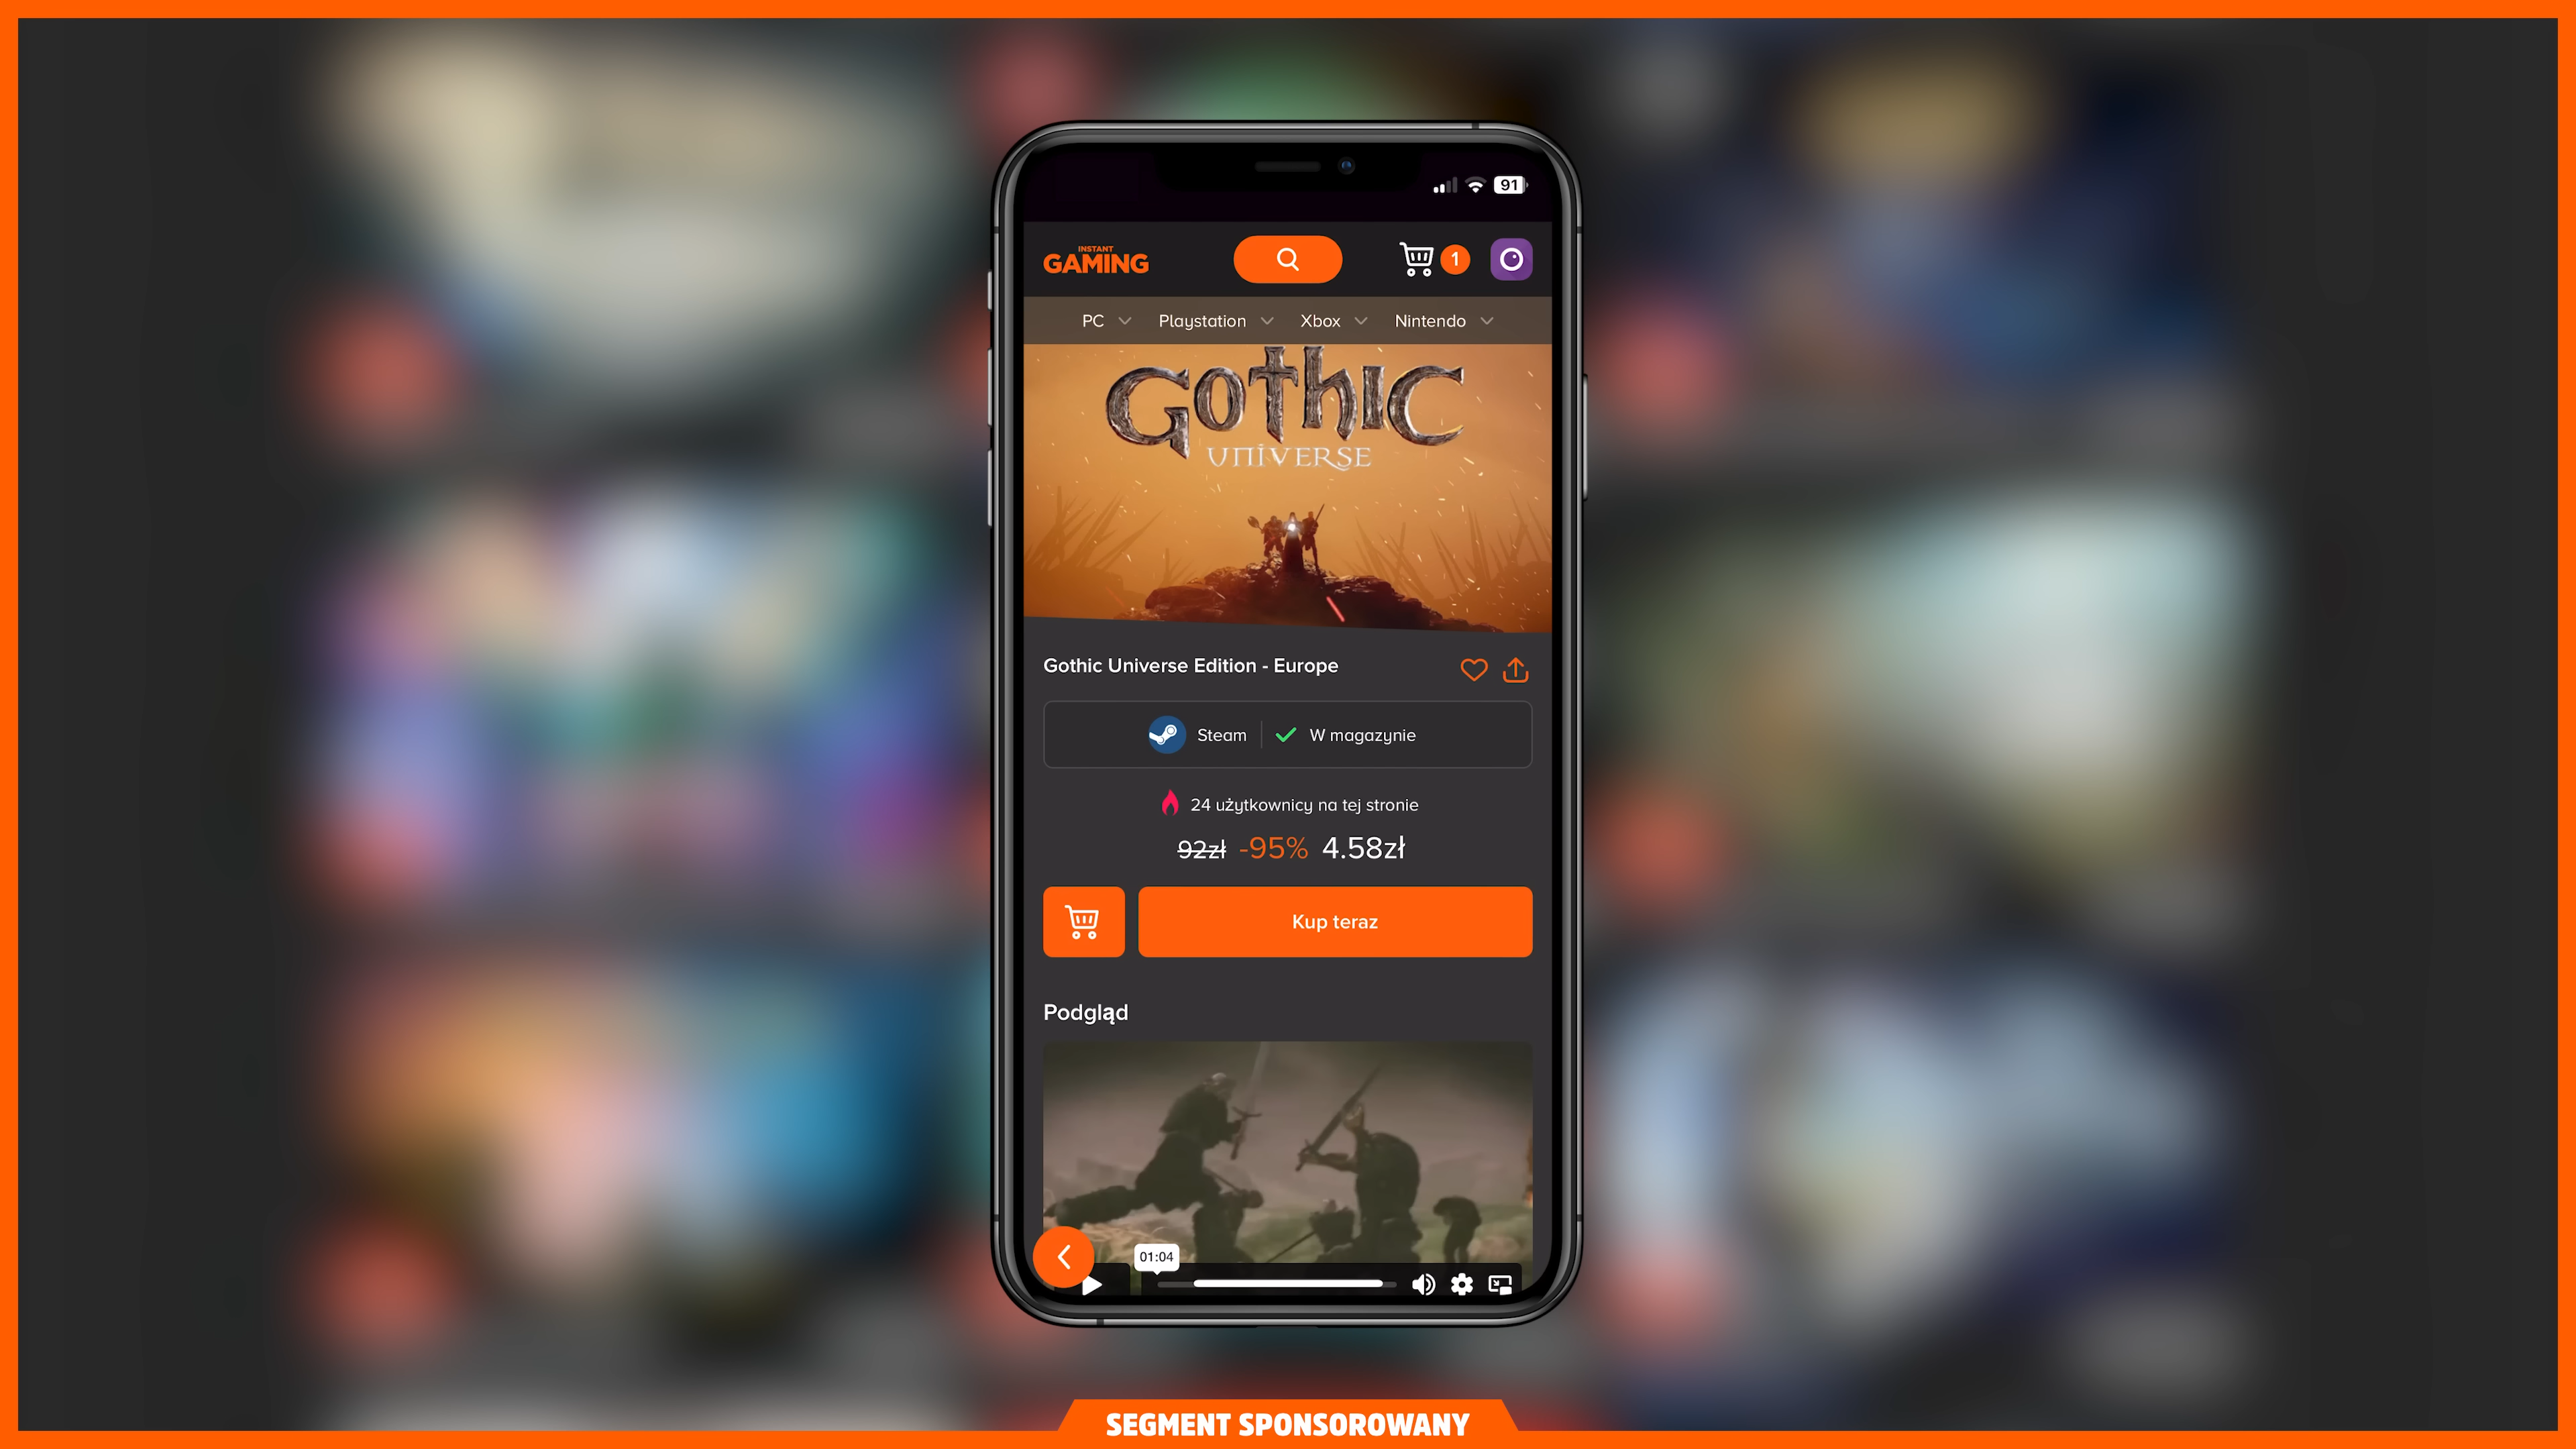 91
INSTANT
GAMING
1
PC Playstation Xbox Nintendo
GOTHIC
UNIVERSE
Gothic Universe Edition - Europe
Steam W magazynie
24 użytkownicy na tej stronie
92zł -95% 4.58zł
Kup teraz
Podgląd
01:04
SEGMENT SPONSOROWANY